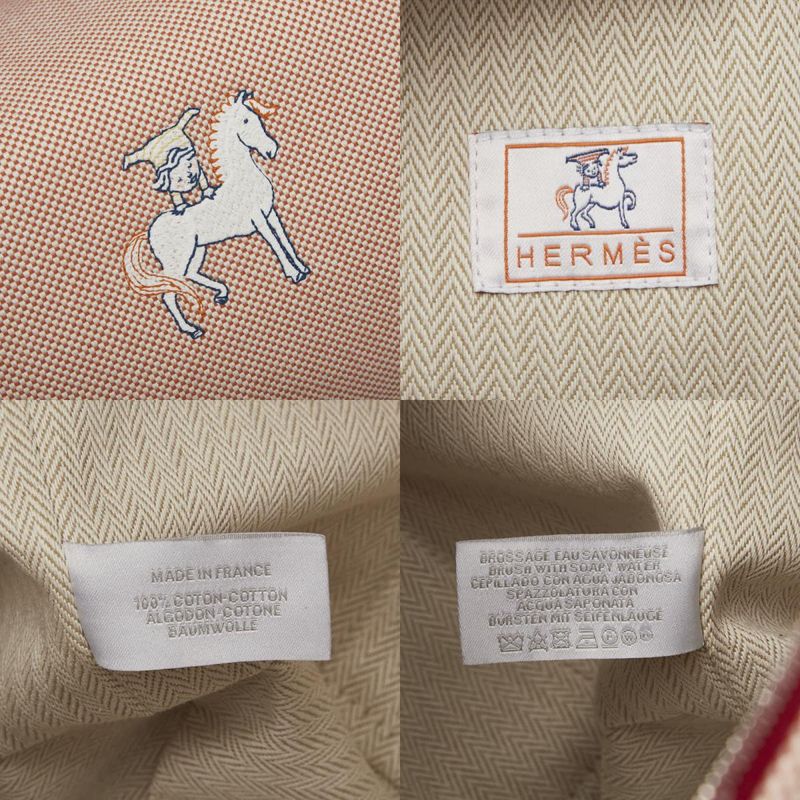 HERMÈS
MADE IN FRANCE
100% COTON-COTTON
ALGODON-COTONE
BAUMWOLLE
BROSSAGE EAU SAVONNEUSE
BRUSH WITH SOAPY WATER
CEPILLADO CON AGUA JABONOSA
SPAZZOLATURA CON
ACQUA SAPONATA
BÜRSTEN MIT SEIFENLAUGE